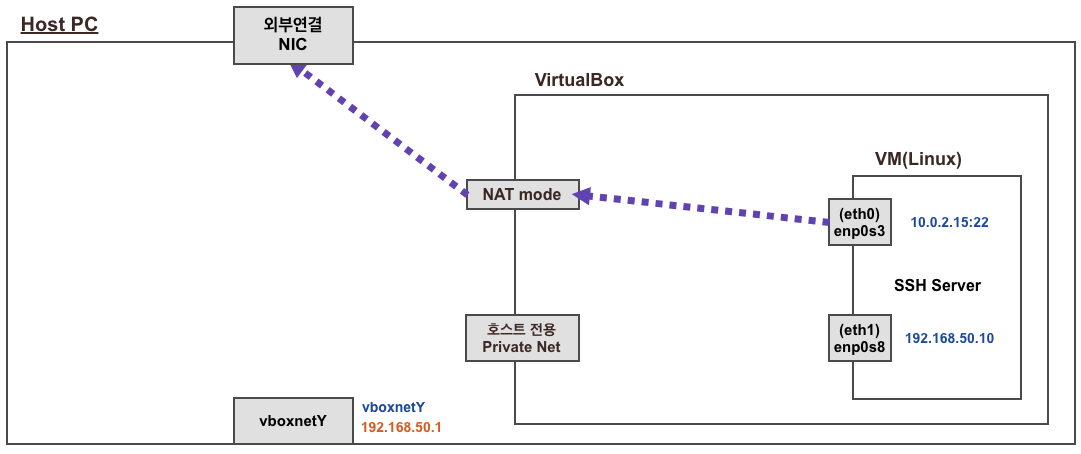 Host PC
외부연결
NIC
VirtualBox
VM(Linux)
NAT mode
(eth0)
enp0s3
10.0.2.15:22
SSH Server
호스트 전용
Private Net
(eth1)
enp0s8
192.168.50.10
vboxnetY
vboxnetY
192.168.50.1